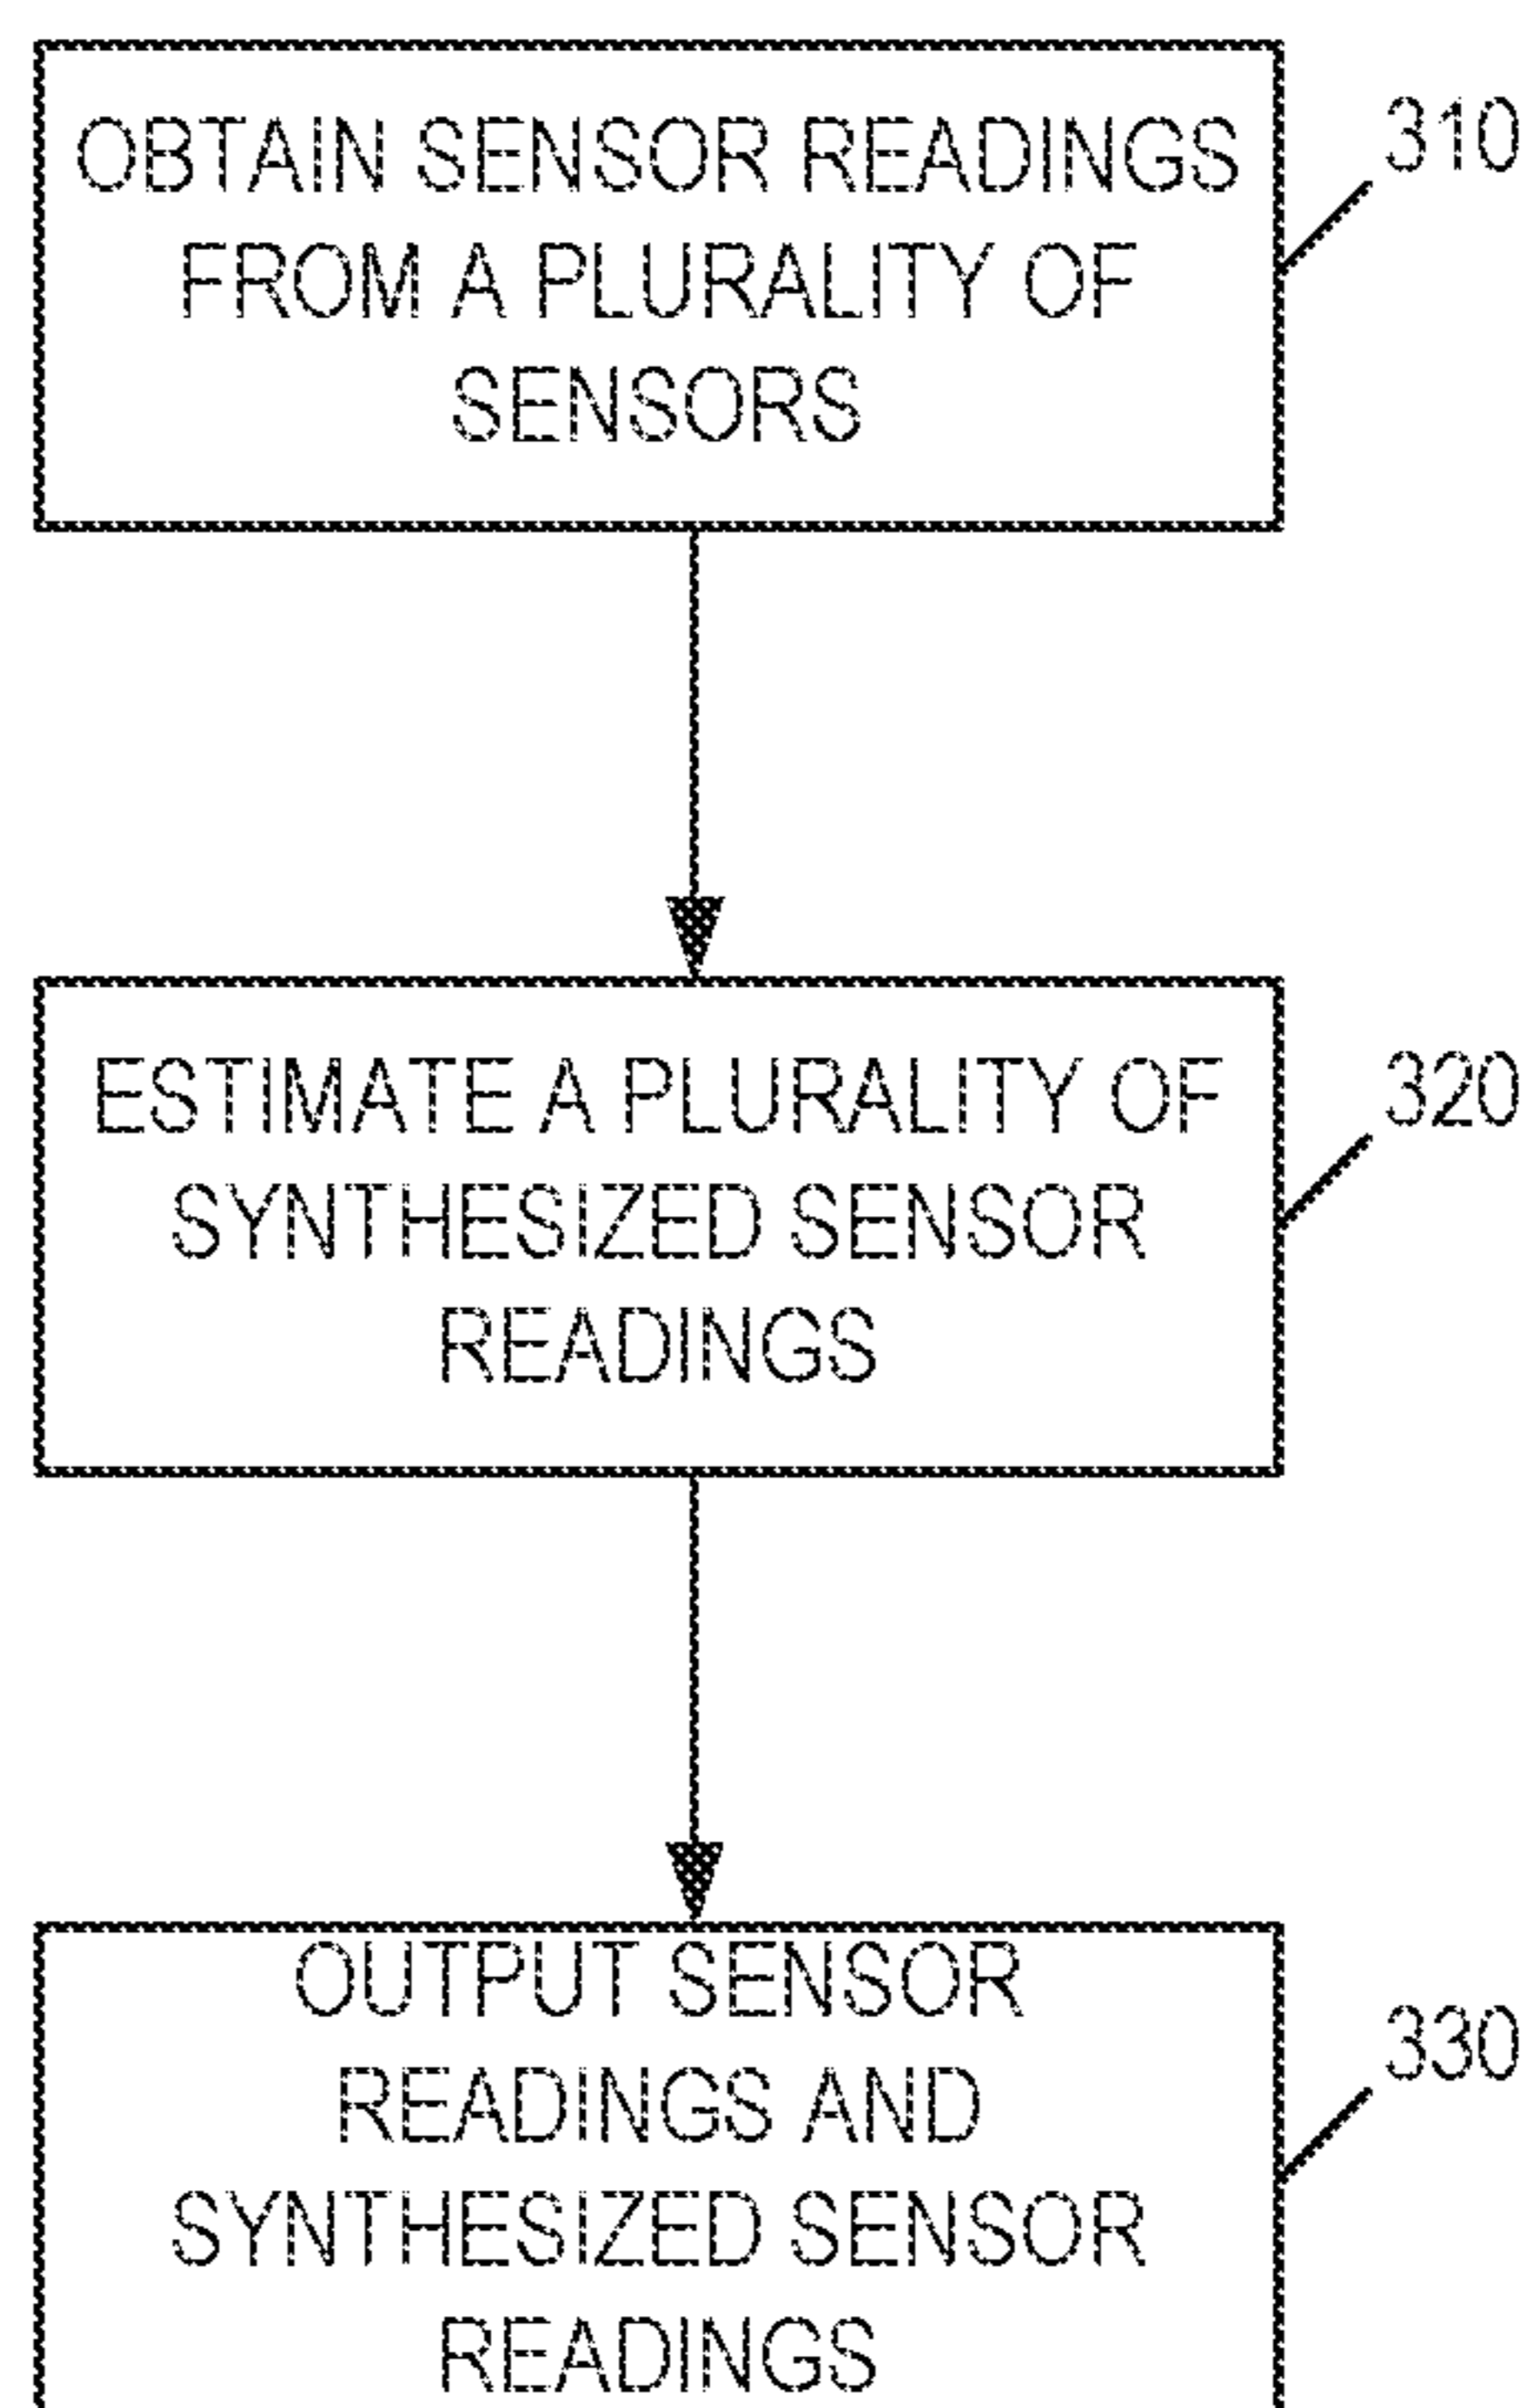 OBTAIN SENSOR READINGS
FROM A PLURALITY OF
SENSORS
310
ESTIMATE A PLURALITY OF
SYNTHESIZED SENSOR
READINGS
320
OUTPUT SENSOR
READINGS AND
SYNTHESIZED SENSOR
READINGS
330